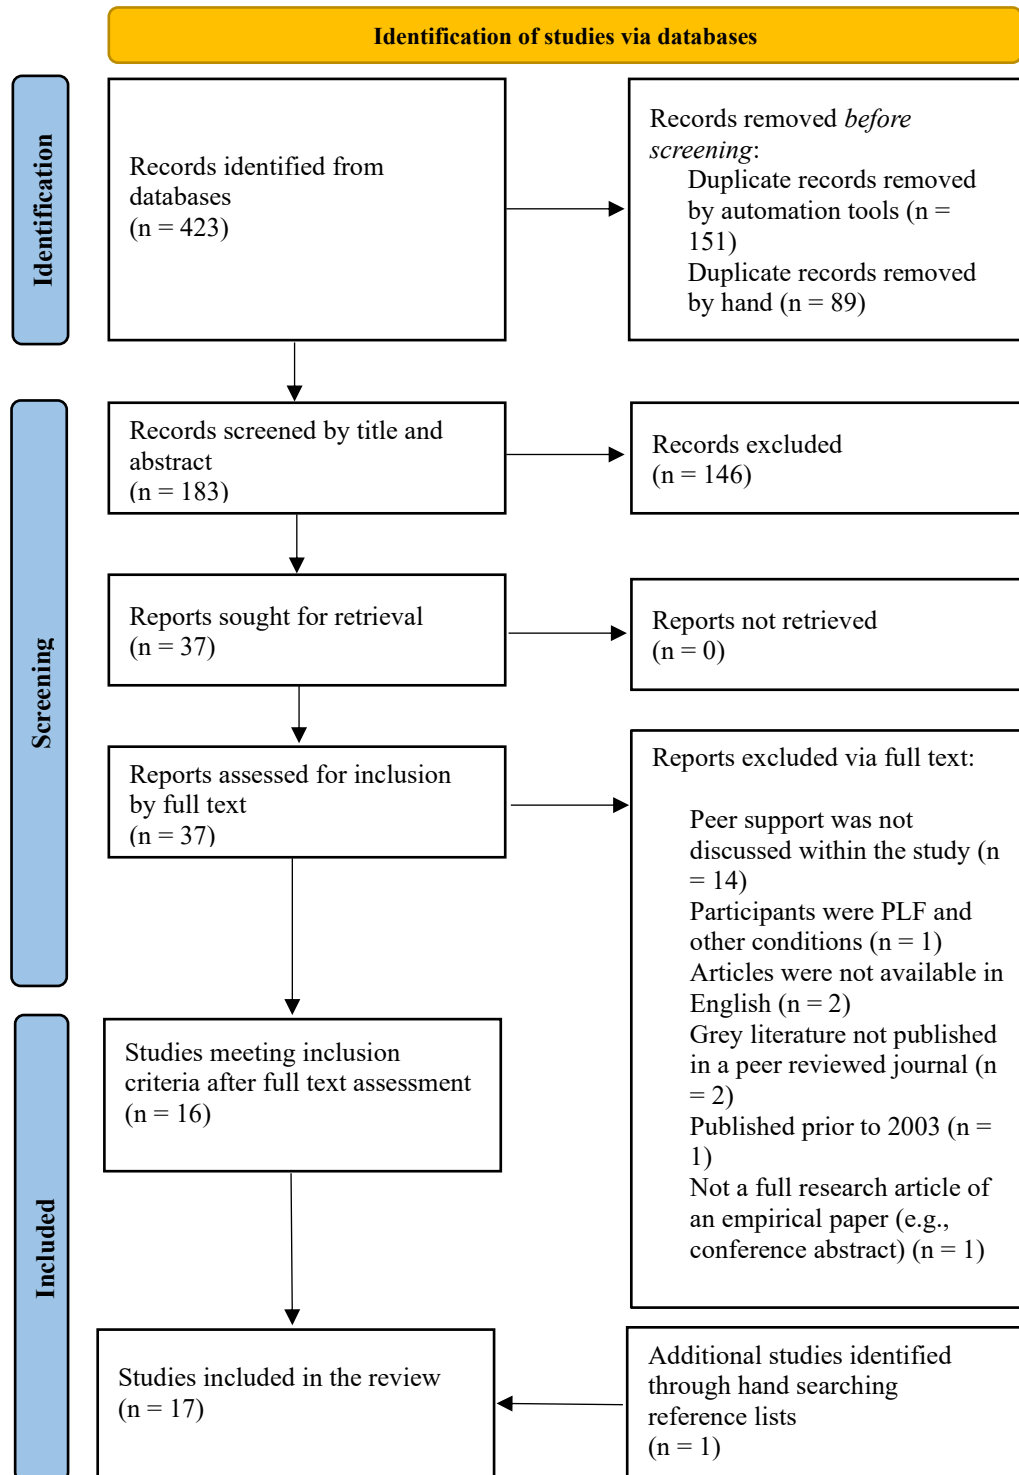 Identification of studies via databases
Identification
Records identified from
databases
(n = 423)
Records removed before
screening:
Duplicate records removed
by automation tools (n =
151)
Duplicate records removed
by hand (n = 89)
Screening
Records screened by title and
abstract
(n = 183)
Records excluded
(n = 146)
Reports sought for retrieval
(n = 37)
Reports not retrieved
(n = 0)
Reports assessed for inclusion
by full text
(n = 37)
Reports excluded via full text:
Peer support was not
discussed within the study (n
= 14)
Participants were PLF and
other conditions (n = 1)
Articles were not available in
English (n = 2)
Grey literature not published
in a peer reviewed journal (n
= 2)
Published prior to 2003 (n =
1)
Not a full research article of
an empirical paper (e.g.,
conference abstract) (n = 1)
Included
Studies meeting inclusion
criteria after full text assessment
(n = 16)
Studies included in the review
(n = 17)
Additional studies identified
through hand searching
reference lists
(n = 1)